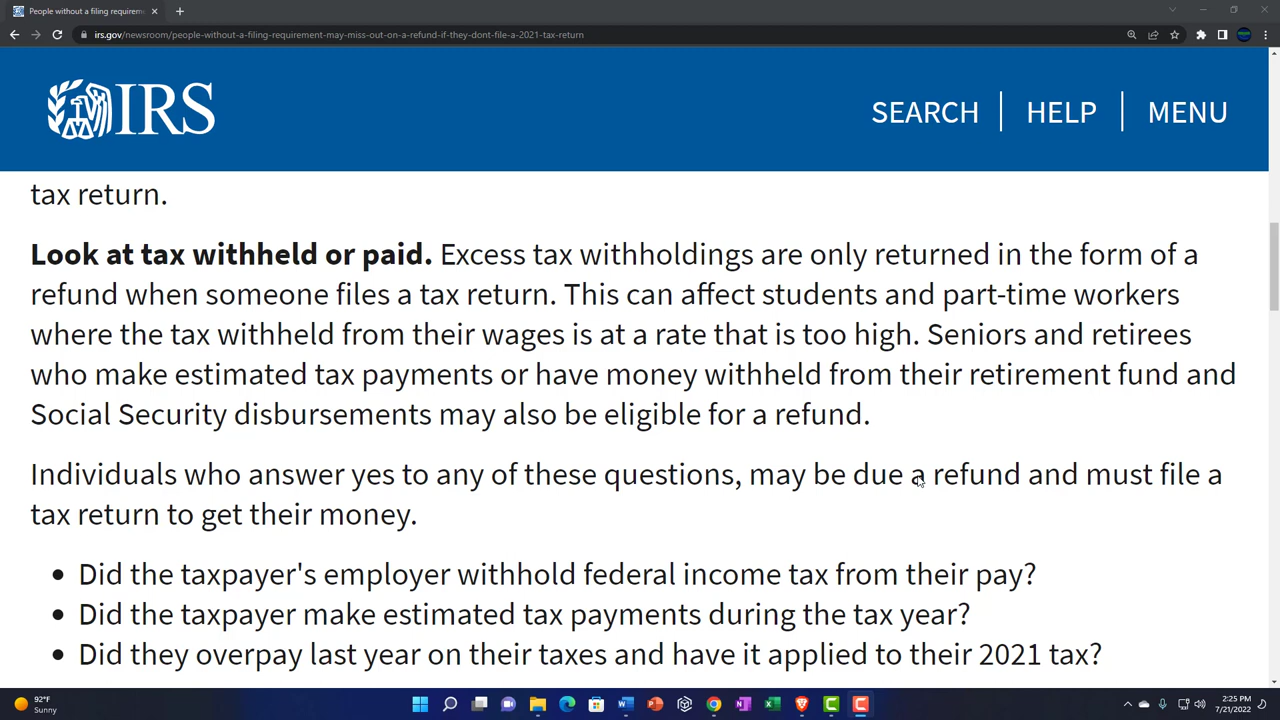 People without a filing requirem
irs.gov/newsroom/people-without-a-filing-requirement-may-miss-out-on-a-refund-if-they-dont-file-a-2021-tax-return
IRS
SEARCH
HELP
MENU
tax return.
Look at tax withheld or paid. Excess tax withholdings are only returned in the form of a
refund when someone files a tax return. This can affect students and part-time workers
where the tax withheld from their wages is at a rate that is too high. Seniors and retirees
who make estimated tax payments or have money withheld from their retirement fund and
Social Security disbursements may also be eligible for a refund.
Individuals who answer yes to any of these questions, may be due a refund and must file a
tax return to get their money.
• Did the taxpayer's employer withhold federal income tax from their pay?
• Did the taxpayer make estimated tax payments during the tax year?
• Did they overpay last year on their taxes and have it applied to their 2021 tax?
92°F
Sunny
2:25 PM
7/21/2022